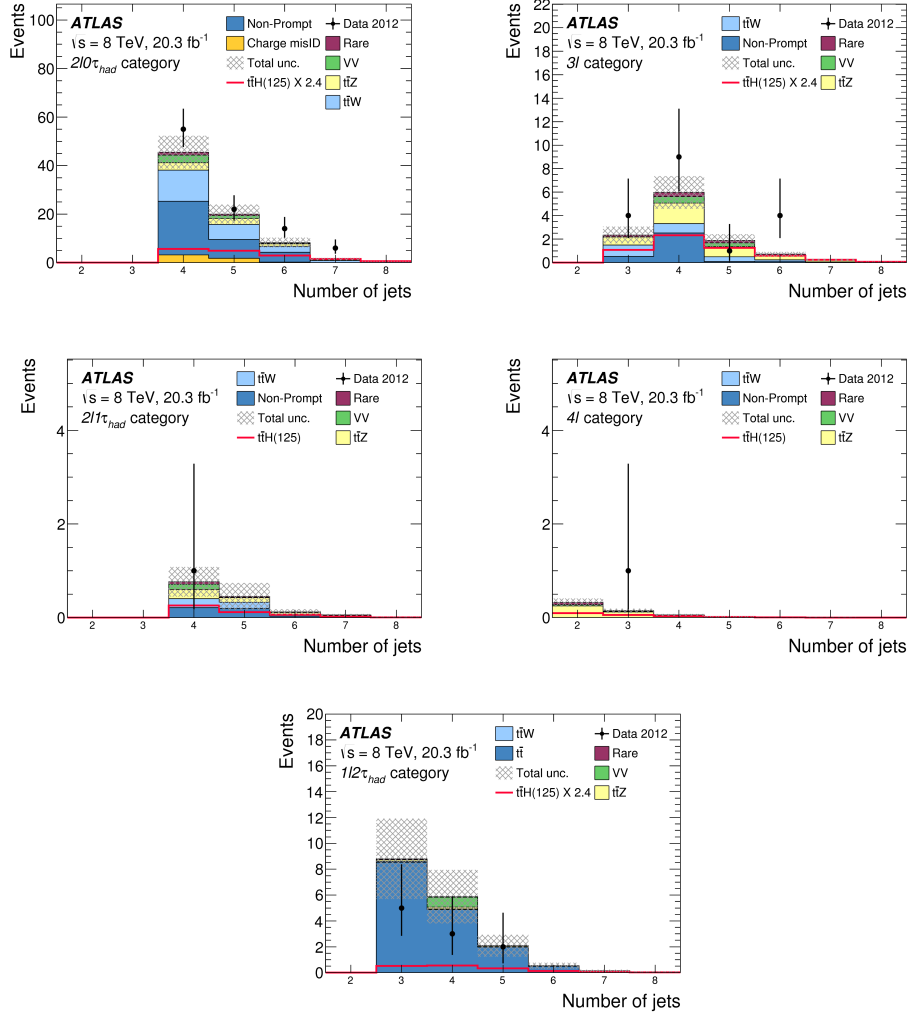 Events
100
80
60
40
20
0
ATLAS
√s = 8 TeV, 20.3 fb⁻¹
2l0τhad category
Non-Prompt
Charge misID
Total unc.
tt̄H(125) X 2.4
Data 2012
Rare
VV
tt̄Z
tt̄W
2 3 4 5 6 7 8
Number of jets
Events
22
20
18
16
14
12
10
8
6
4
2
0
ATLAS
√s = 8 TeV, 20.3 fb⁻¹
3l category
tt̄W
Non-Prompt
Total unc.
tt̄H(125) X 2.4
Data 2012
Rare
VV
tt̄Z
2 3 4 5 6 7 8
Number of jets
Events
4
2
0
ATLAS
√s = 8 TeV, 20.3 fb⁻¹
2l1τhad category
tt̄W
Non-Prompt
Total unc.
tt̄H(125)
Data 2012
Rare
VV
tt̄Z
2 3 4 5 6 7 8
Number of jets
Events
4
2
0
ATLAS
√s = 8 TeV, 20.3 fb⁻¹
4l category
tt̄W
Non-Prompt
Total unc.
tt̄H(125)
Data 2012
Rare
VV
tt̄Z
2 3 4 5 6 7 8
Number of jets
Events
20
18
16
14
12
10
8
6
4
2
0
ATLAS
√s = 8 TeV, 20.3 fb⁻¹
1l2τhad category
tt̄W
tt̄
Total unc.
tt̄H(125) X 2.4
Data 2012
Rare
VV
tt̄Z
2 3 4 5 6 7 8
Number of jets